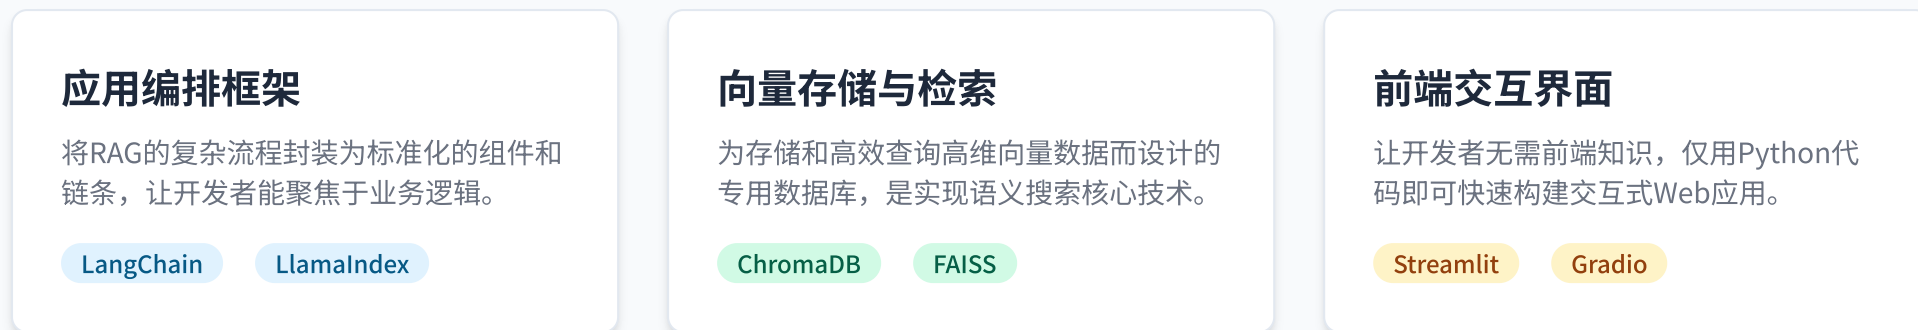 应用编排框架
将RAG的复杂流程封装为标准化的组件和
链条，让开发者能聚焦于业务逻辑。
LangChain
LlamaIndex
向量存储与检索
为存储和高效查询高维向量数据而设计的
专用数据库，是实现语义搜索核心技术。
ChromaDB
FAISS
前端交互界面
让开发者无需前端知识，仅用Python代
码即可快速构建交互式Web应用。
Streamlit
Gradio